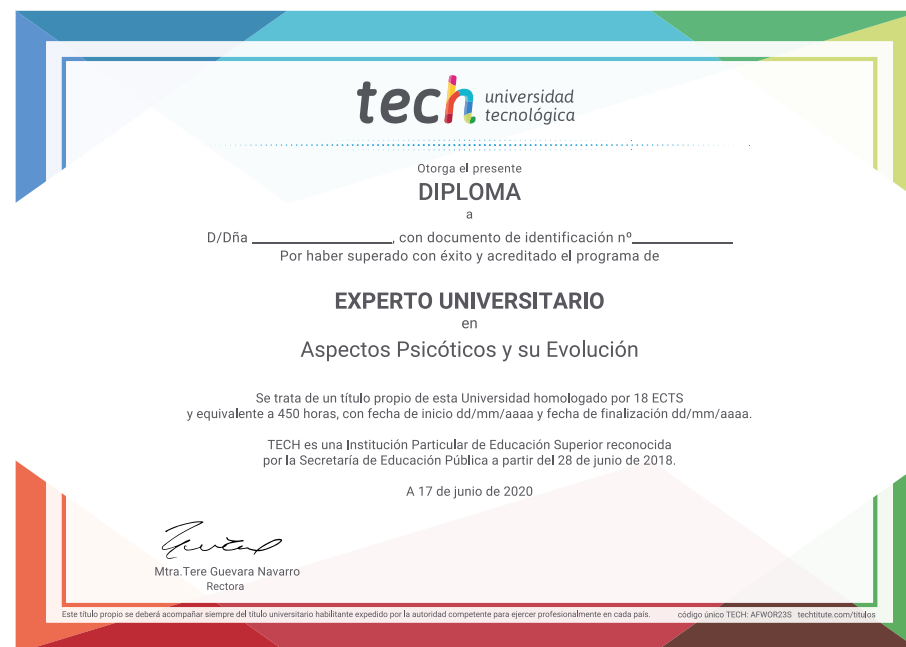 tech universidad
tecnológica
Otorga el presente
DIPLOMA
a
D/Dña ____________________, con documento de identificación nº______________
Por haber superado con éxito y acreditado el programa de
EXPERTO UNIVERSITARIO
en
Aspectos Psicóticos y su Evolución
Se trata de un título propio de esta Universidad homologado por 18 ECTS
y equivalente a 450 horas, con fecha de inicio dd/mm/aaaa y fecha de finalización dd/mm/aaaa.
TECH es una Institución Particular de Educación Superior reconocida
por la Secretaría de Educación Pública a partir del 28 de junio de 2018.
A 17 de junio de 2020
Mtra.Tere Guevara Navarro
Rectora
Este título propio se deberá acompañar siempre del título universitario habilitante expedido por la autoridad competente para ejercer profesionalmente en cada país. código único TECH: AFWOR23S techtitute.com/titulos